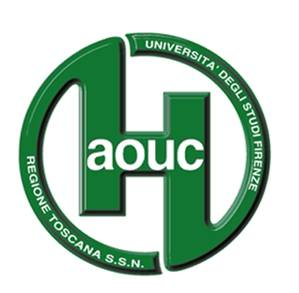 UNIVERSITA' DEGLI STUDI FIRENZE
aouc
REGIONE TOSCANA S.S.N.